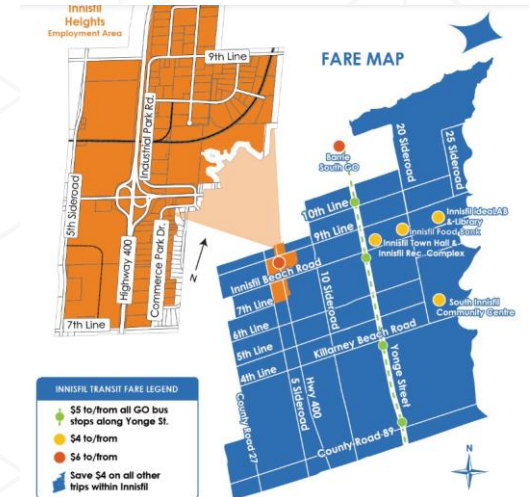 Innisfil
Heights
Employment Area
9th Line
Industrial Park Rd.
5th Sideroad
Highway 400
Commerce Park Dr.
7th Line
N
FARE MAP
Barrie
South GO
20 Sideroad
25 Sideroad
10th Line
9th Line
Innisfil ideaLAB
& Library
Innisfil Food Bank
Innisfil Town Hall &
Innisfil Rec. Complex
Innisfil Beach Road
7th Line
6th Line
5th Line
4th Line
10 Sideroad
Killarney Beach Road
South Innisfil
Community Centre
Yonge Street
Hwy 400
5 Sideroad
County Road 27
County Road 89
N
INNISFIL TRANSIT FARE LEGEND
$5 to/from all GO bus
stops along Yonge St.
$4 to/from
$6 to/from
Save $4 on all other
trips within Innisfil